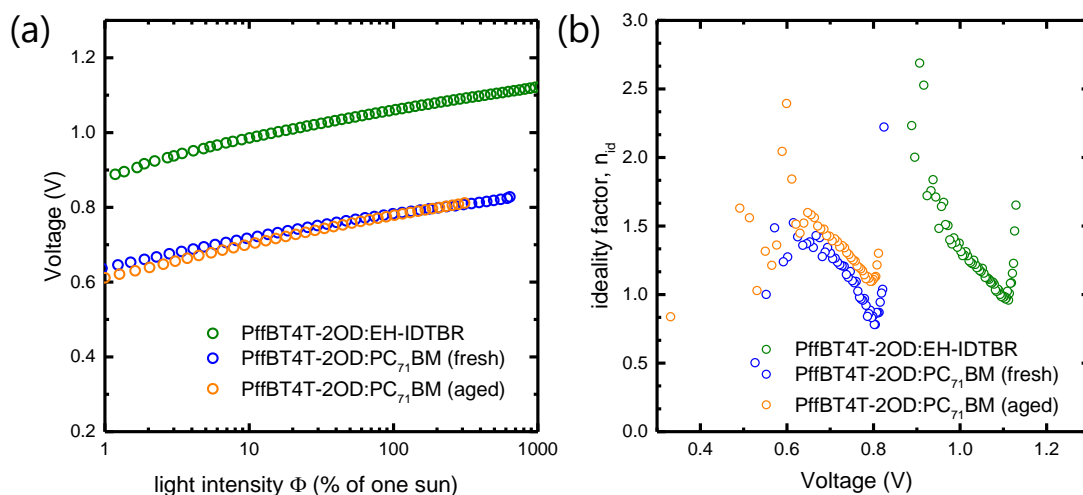 (a)
1.2
1.0
0.8
0.6
0.4
0.2
Voltage (V)
PffBT4T-2OD:EH-IDTBR
PffBT4T-2OD:PC71BM (fresh)
PffBT4T-2OD:PC71BM (aged)
1 10 100 1000
light intensity Φ (% of one sun)
(b)
3.0
2.5
2.0
1.5
1.0
0.5
0.0
ideality factor, nid
PffBT4T-2OD:EH-IDTBR
PffBT4T-2OD:PC71BM (fresh)
PffBT4T-2OD:PC71BM (aged)
0.4 0.6 0.8 1.0 1.2
Voltage (V)